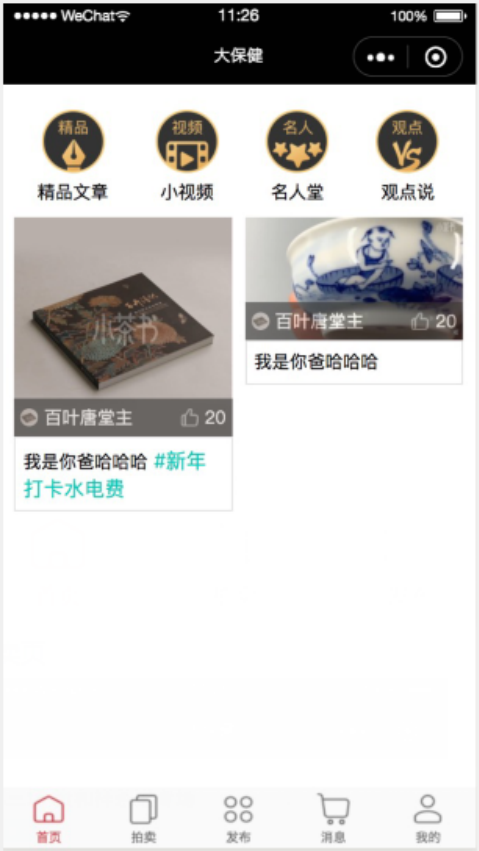 WeChat
11:26
100%
大保健
精品
视频
名人
观点
VS
精品文章
小视频
名人堂
观点说
小茶书
百叶唐堂主
20
我是你爸哈哈哈 #新年
打卡水电费
百叶唐堂主
20
我是你爸哈哈哈
首页
拍卖
发布
消息
我的